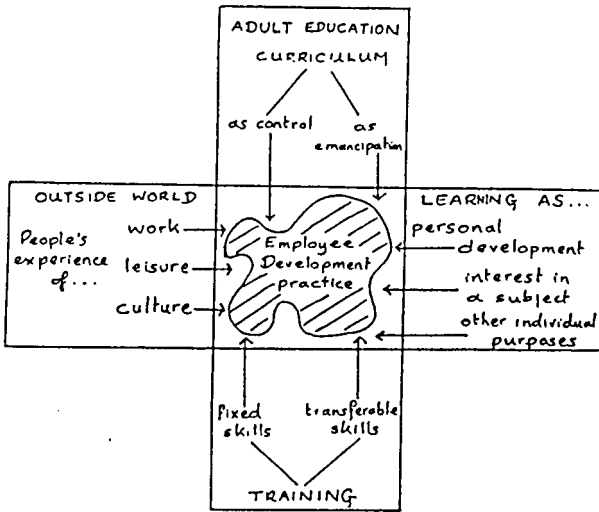 ADULT EDUCATION
CURRICULUM
as control
as
emancipation
OUTSIDE WORLD
People's
experience
of...
work
leisure
culture
Employee
Development
practice
LEARNING AS...
personal
development
interest in
a subject
other individual
purposes
fixed
skills
transferable
skills
TRAINING